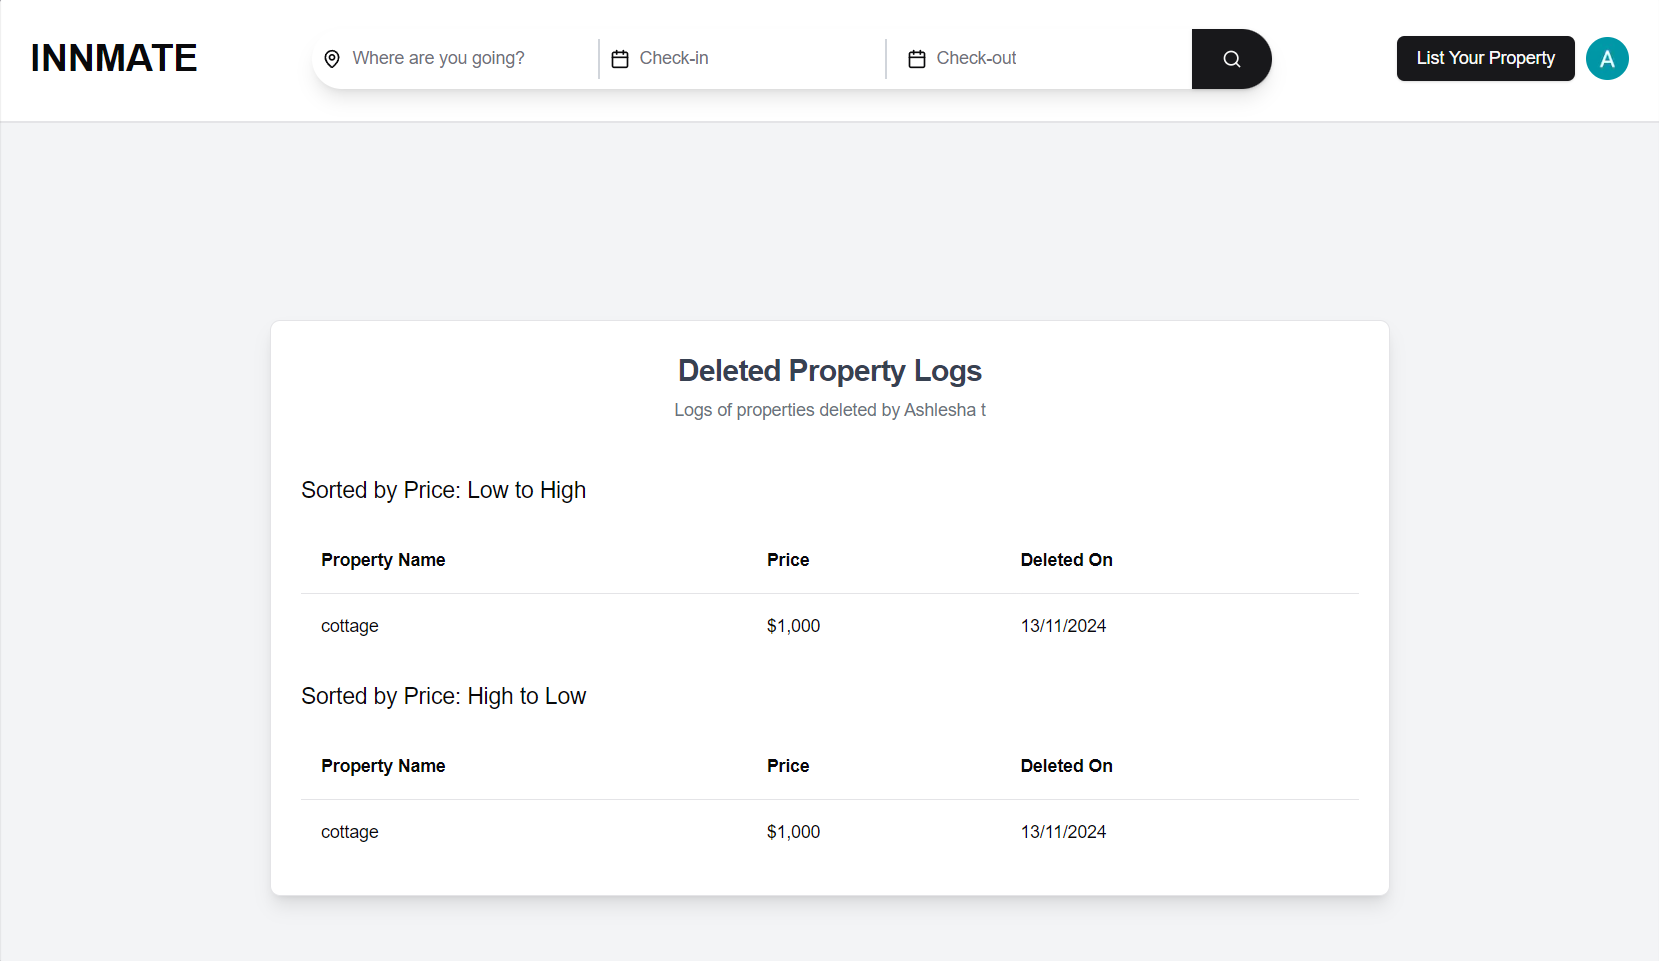 INNMATE
Where are you going?
Check-in
Check-out
List Your Property
A
Deleted Property Logs
Logs of properties deleted by Ashlesha t
Sorted by Price: Low to High
Property Name Price Deleted On
cottage $1,000 13/11/2024
Sorted by Price: High to Low
Property Name Price Deleted On
cottage $1,000 13/11/2024